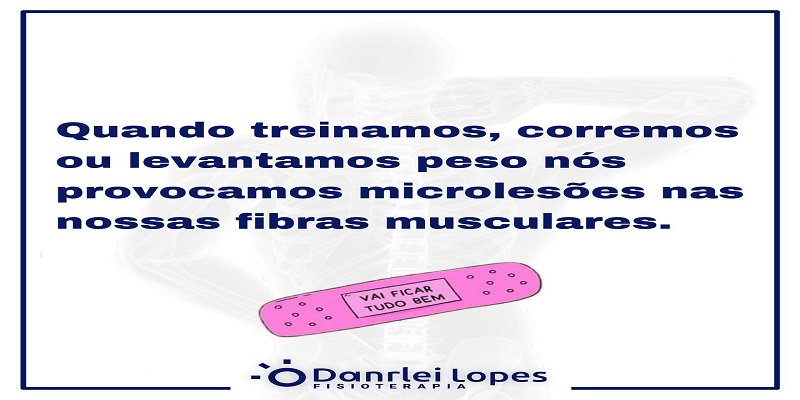 Quando treinamos, corremos
ou levantamos peso nós
provocamos microlesões nas
nossas fibras musculares.
VAI FICAR
TUDO BEM
Danrlei Lopes
FISIOTERAPIA